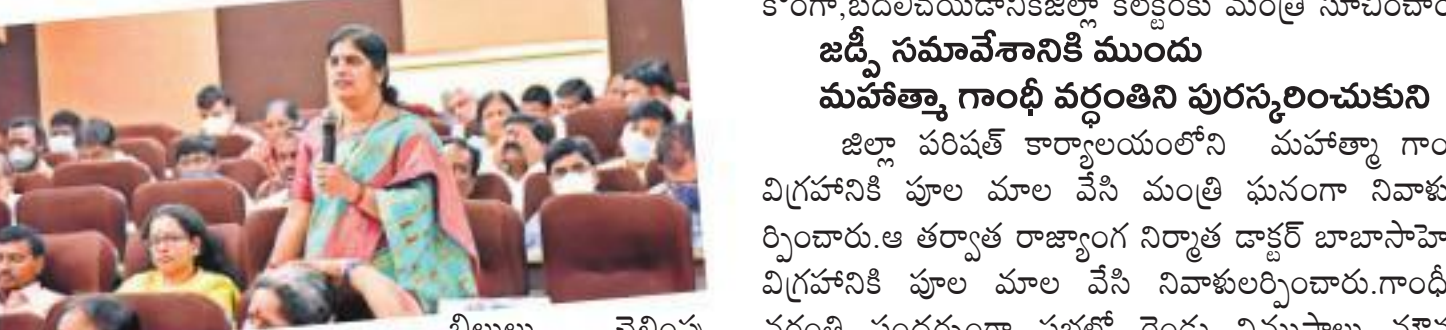 జడ్పీ సమావేశానికి ముందు
మహాత్మా గాంధీ వర్ధంతిని పురస్కరించుకుని
జిల్లా పరిషత్ కార్యాలయంలోని మహాత్మా గాం
విగ్రహానికి పూల మాల వేసి మంత్రి ఘనంగా నివాళు
ర్పించారు.ఆ తర్వాత రాజ్యాంగ నిర్మాత డాక్టర్ బాబాసాహె
విగ్రహానికి పూల మాల వేసి నివాళులర్పించారు.గాంధీ